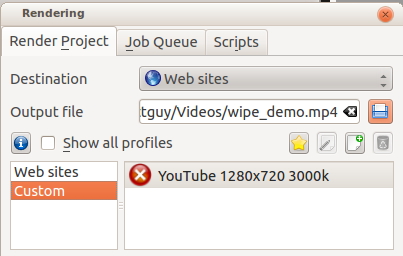 Rendering
Render Project
Job Queue
Scripts
Destination
Web sites
Output file
tguy/Videos/wipe_demo.mp4
Show all profiles
Web sites
Custom
YouTube 1280x720 3000k